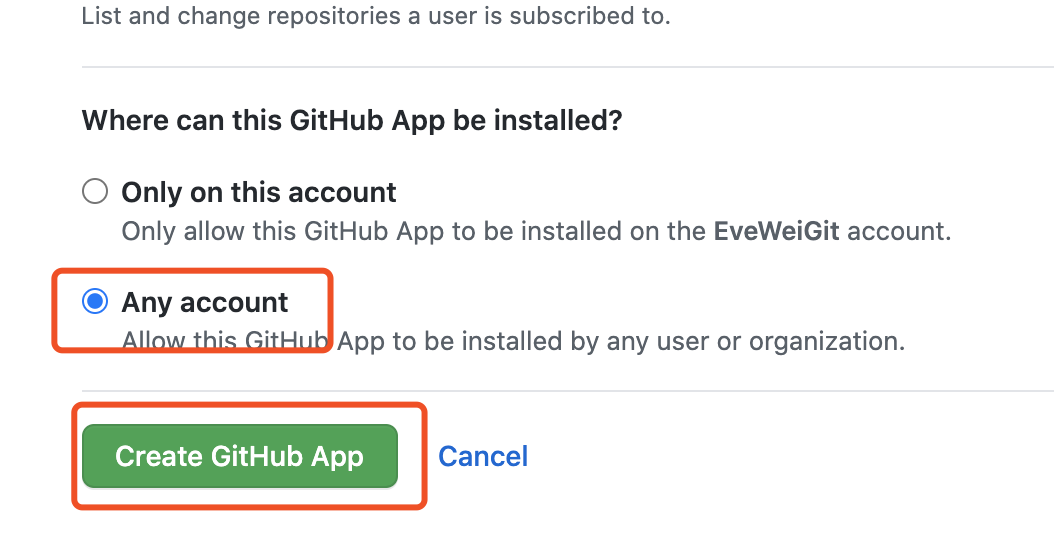 List and change repositories a user is subscribed to.
Where can this GitHub App be installed?
Only on this account
Only allow this GitHub App to be installed on the EveWeiGit account.
Any account
Allow this GitHub App to be installed by any user or organization.
Create GitHub App Cancel